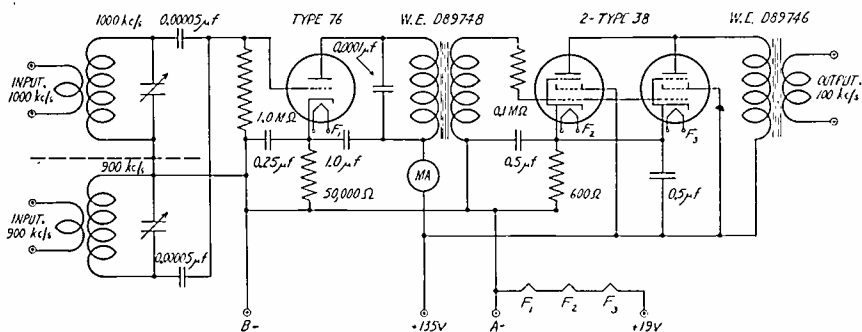 1000 kc/s
0.00005 μf
TYPE 76
W.E. D89748
2-TYPE 38
W.E. D89746
INPUT.
1000 kc/s
0.0001 μf
OUTPUT.
100 kc/s
1.0 MΩ
F1
0.1 MΩ
F2
F3
0.25 μf
1.0 μf
0.5 μf
900 kc/s
MA
50,000 Ω
600 Ω
0.5 μf
INPUT.
900 kc/s
0.00005 μf
F1 F2 F3
B-
+135V
A-
+19V